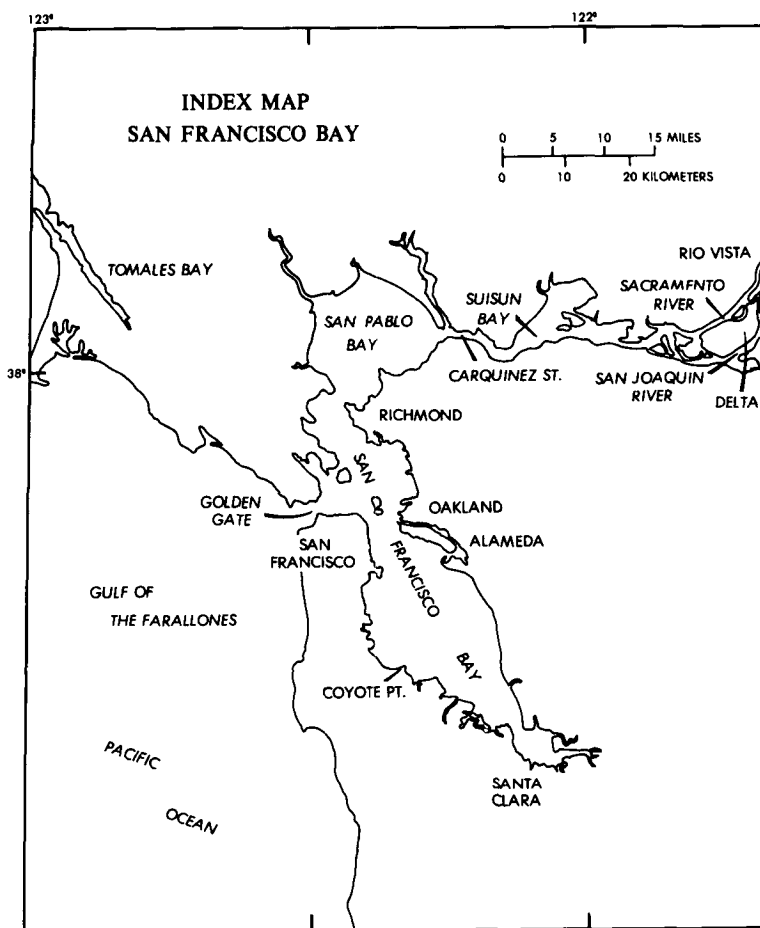 123°
122°
INDEX MAP
SAN FRANCISCO BAY
0 5 10 15 MILES
0 10 20 KILOMETERS
TOMALES BAY
RIO VISTA
SACRAMENTO
RIVER
SUISUN
BAY
SAN PABLO
BAY
38°
CARQUINEZ ST.
SAN JOAQUIN
RIVER
DELTA
RICHMOND
SAN
FRANCISCO
BAY
GOLDEN
GATE
OAKLAND
ALAMEDA
SAN
FRANCISCO
GULF OF
THE FARALLONES
COYOTE PT.
PACIFIC
OCEAN
SANTA
CLARA